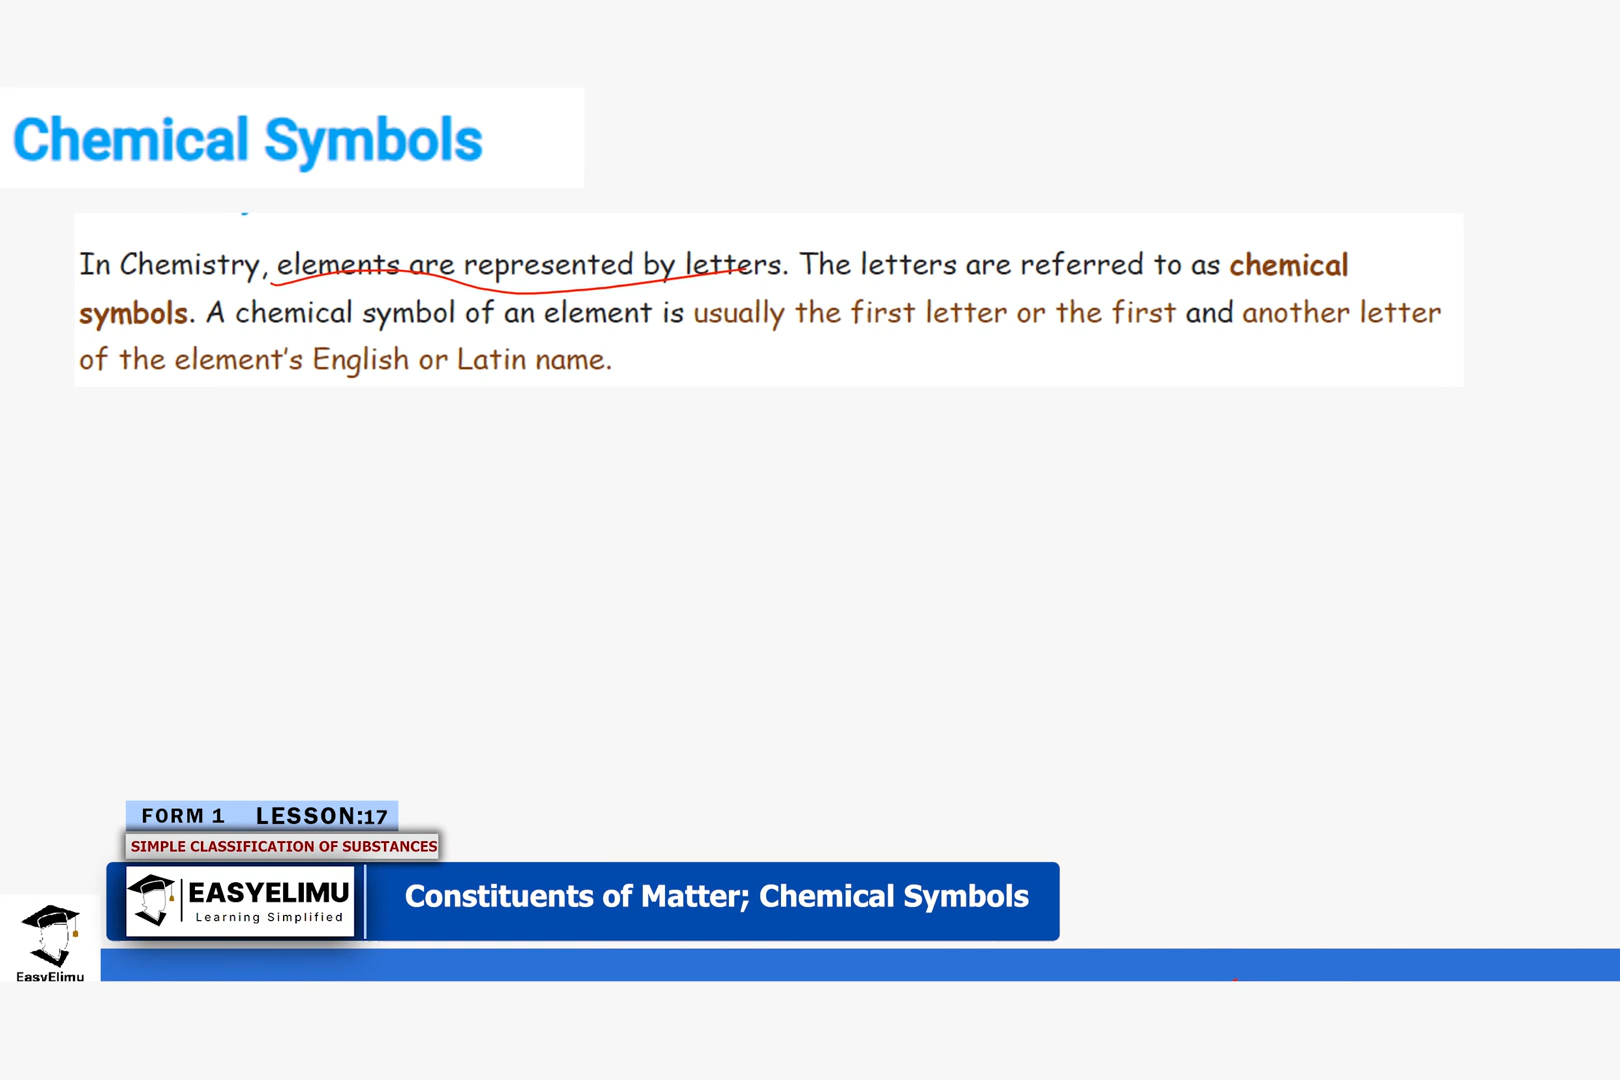 Chemical Symbols
In Chemistry, elements are represented by letters. The letters are referred to as chemical
symbols. A chemical symbol of an element is usually the first letter or the first and another letter
of the element's English or Latin name.
FORM 1 LESSON:17
SIMPLE CLASSIFICATION OF SUBSTANCES
EASYELIMU
Learning Simplified
Constituents of Matter; Chemical Symbols
EasyElimu